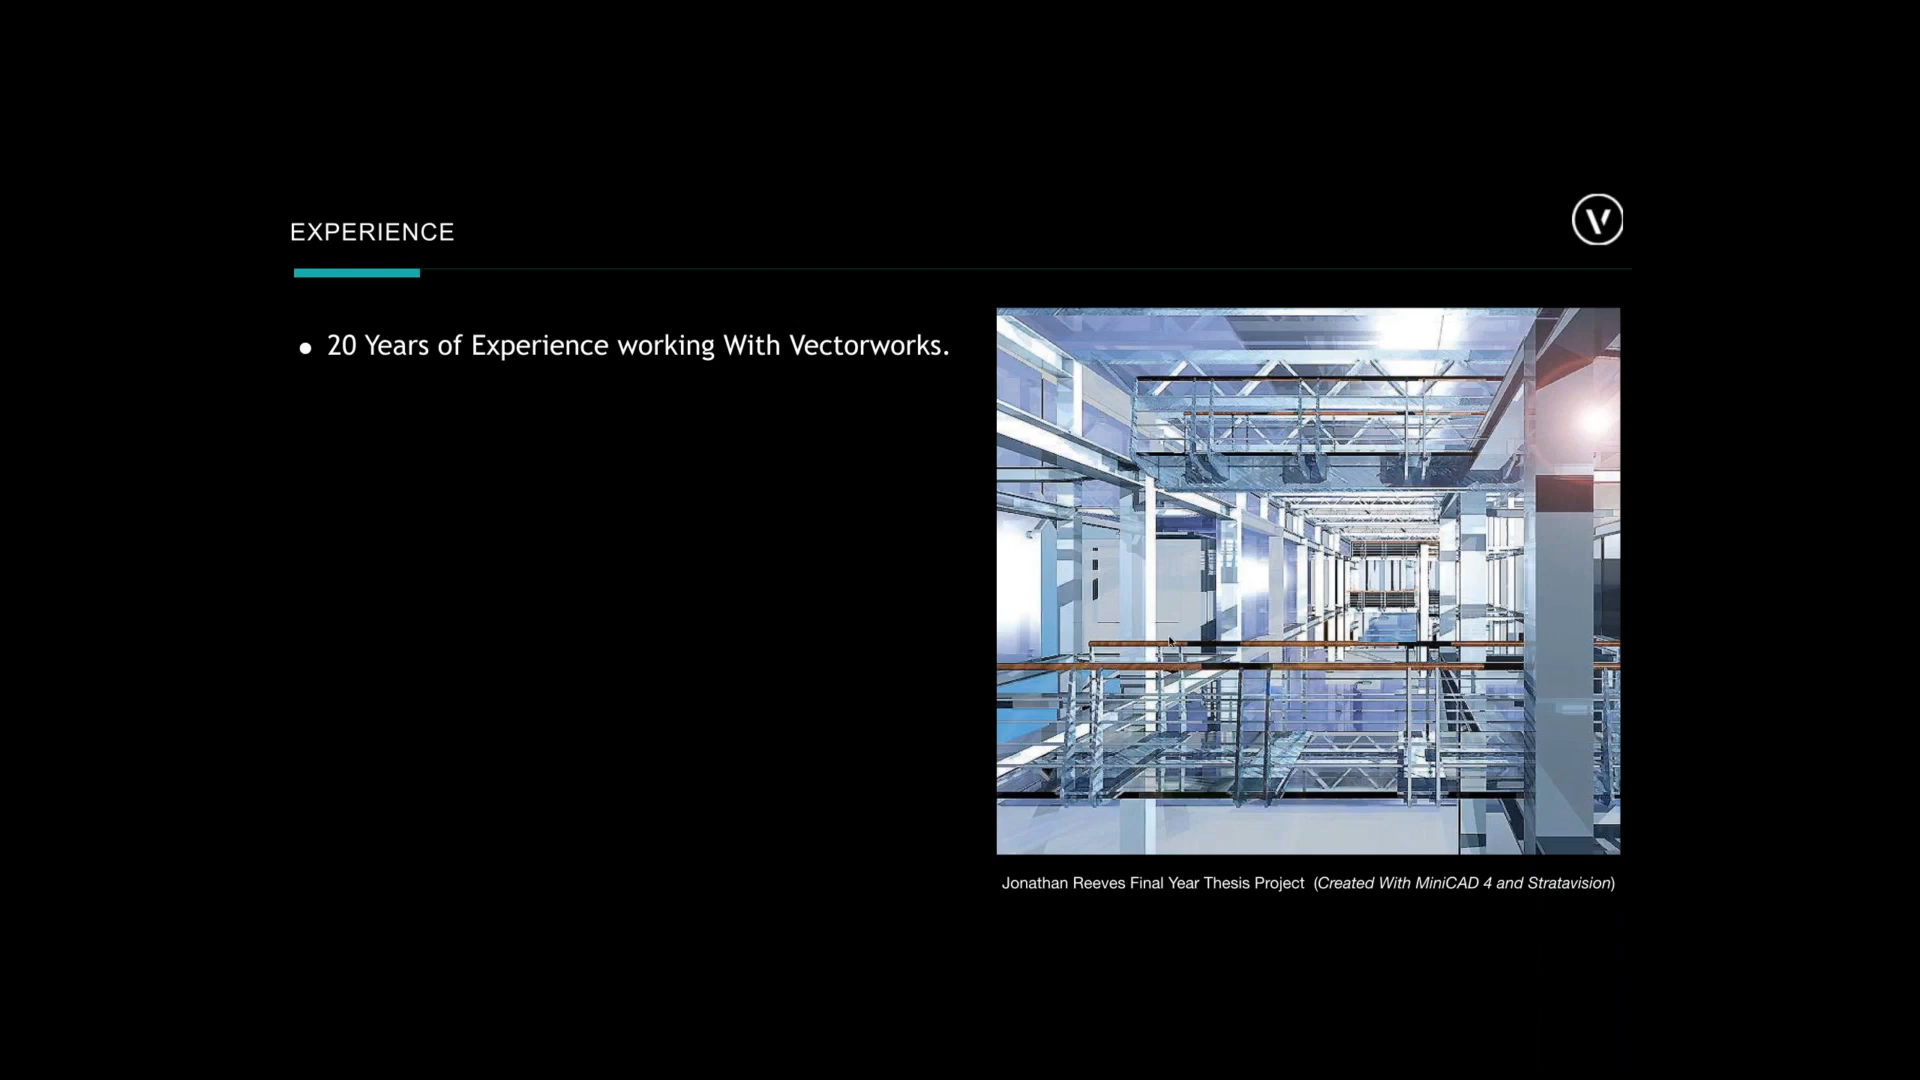 EXPERIENCE
● 20 Years of Experience working With Vectorworks.
Jonathan Reeves Final Year Thesis Project (Created With MiniCAD 4 and Stratavision)